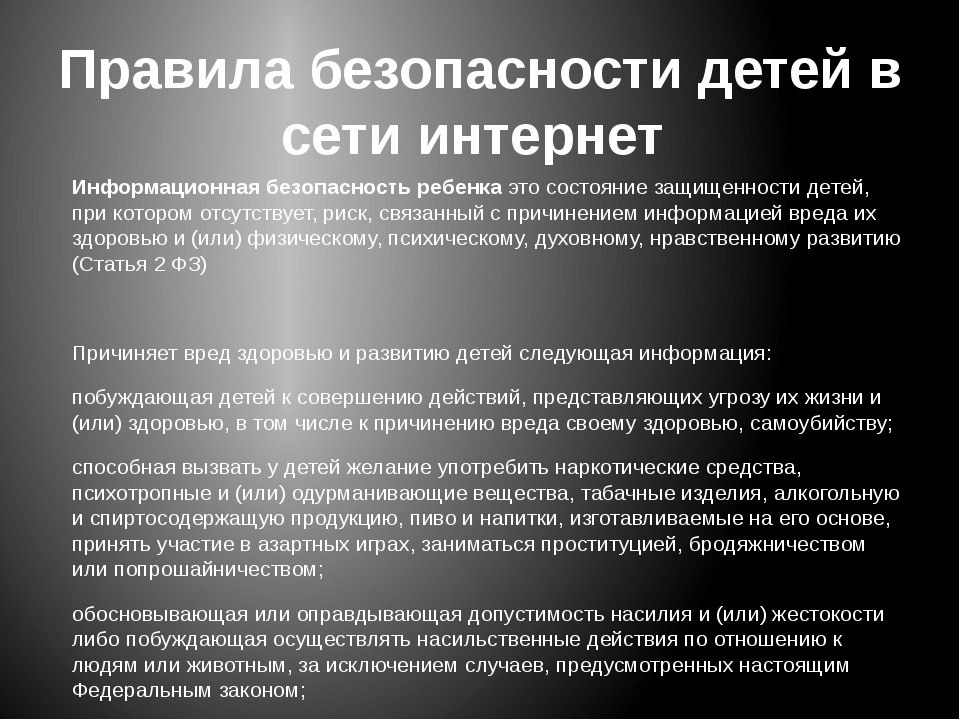 Правила безопасности детей в
сети интернет
Информационная безопасность ребенка это состояние защищенности детей,
при котором отсутствует, риск, связанный с причинением информацией вреда их
здоровью и (или) физическому, психическому, духовному, нравственному развитию
(Статья 2 ФЗ)
Причиняет вред здоровью и развитию детей следующая информация:
побуждающая детей к совершению действий, представляющих угрозу их жизни и
(или) здоровью, в том числе к причинению вреда своему здоровью, самоубийству;
способная вызвать у детей желание употребить наркотические средства,
психотропные и (или) одурманивающие вещества, табачные изделия, алкогольную
и спиртосодержащую продукцию, пиво и напитки, изготавливаемые на его основе,
принять участие в азартных играх, заниматься проституцией, бродяжничеством
или попрошайничеством;
обосновывающая или оправдывающая допустимость насилия и (или) жестокости
либо побуждающая осуществлять насильственные действия по отношению к
людям или животным, за исключением случаев, предусмотренных настоящим
Федеральным законом;